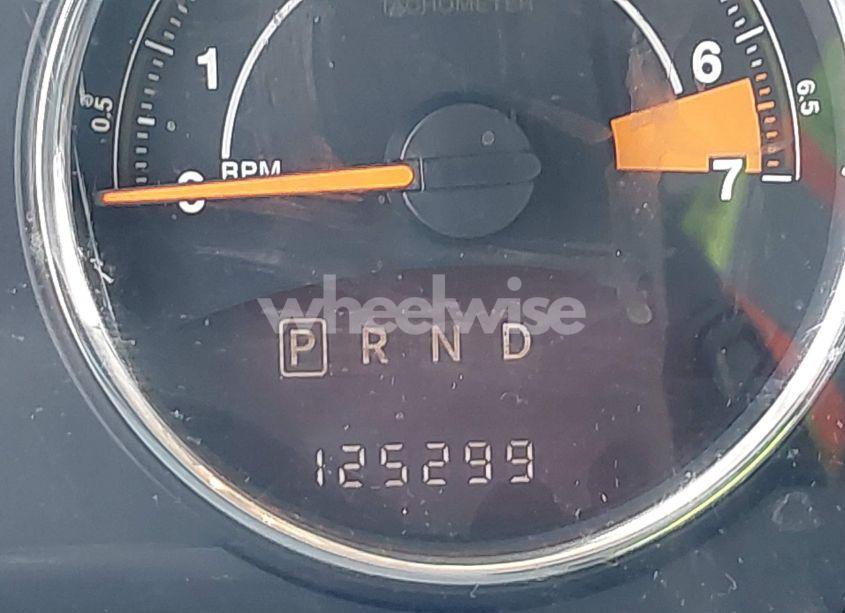 TACHOMETER
1
6
0.5
6.5
RPM
0
7
wheelwise
P R N D
125299